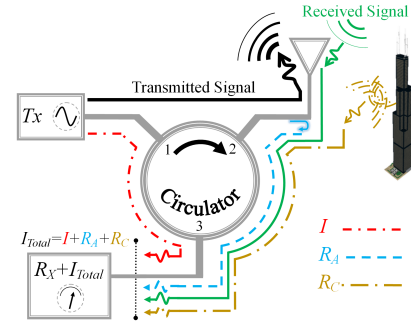 Received Signal
Transmitted Signal
Tx
1
2
Circulator
3
I_Total=I+R_A+R_C
R_X+I_Total
I
R_A
R_C